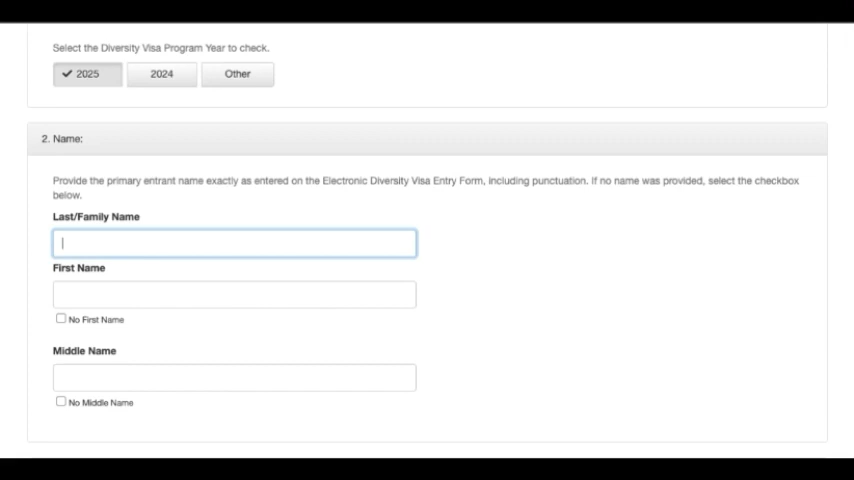 Select the Diversity Visa Program Year to check.
2025 2024 Other
2. Name:
Provide the primary entrant name exactly as entered on the Electronic Diversity Visa Entry Form, including punctuation. If no name was provided, select the checkbox
below.
Last/Family Name
First Name
No First Name
Middle Name
No Middle Name